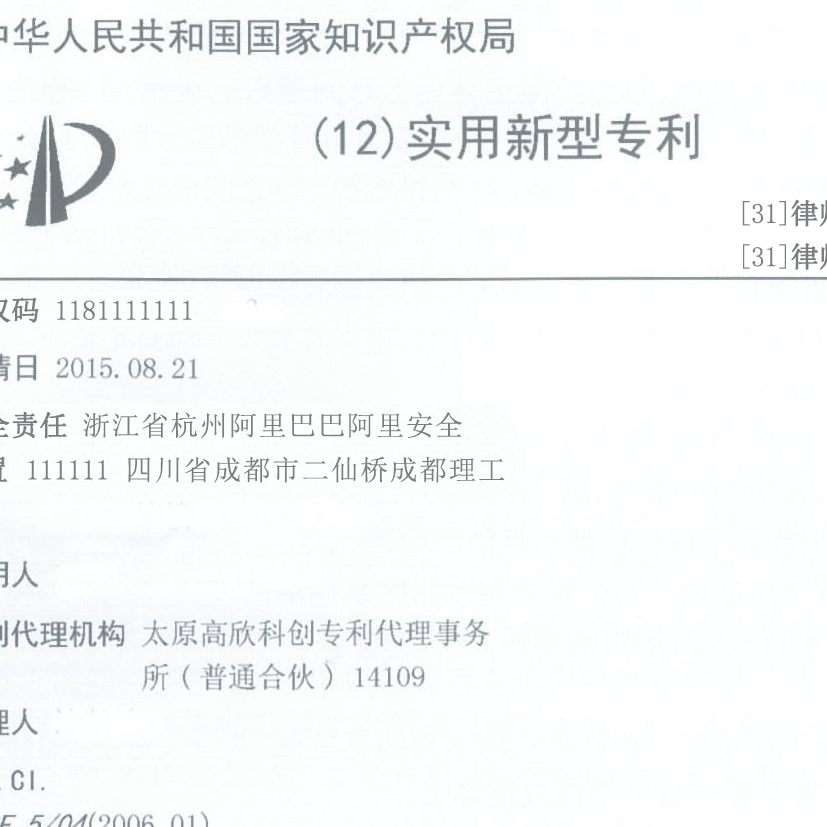 中华人民共和国国家知识产权局
(12)实用新型专利
[31]律师
[31]律师
权码 1181111111
请日 2015.08.21
全责任 浙江省杭州阿里巴巴阿里安全
置 111111 四川省成都市二仙桥成都理工
明人
利代理机构 太原高欣科创专利代理事务
所(普通合伙) 14109
理人
. Cl.
F 5/04(2006.01)